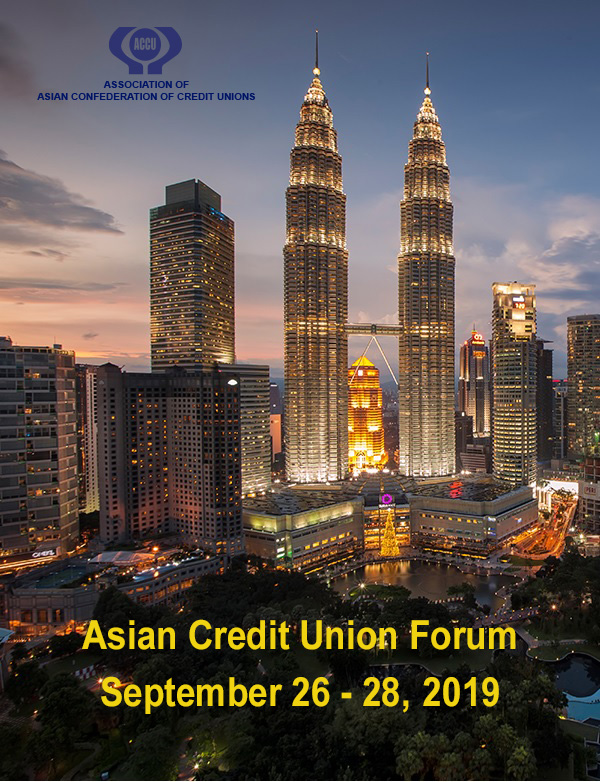 ACCU
ASSOCIATION OF
ASIAN CONFEDERATION OF CREDIT UNIONS
Asian Credit Union Forum
September 26 - 28, 2019